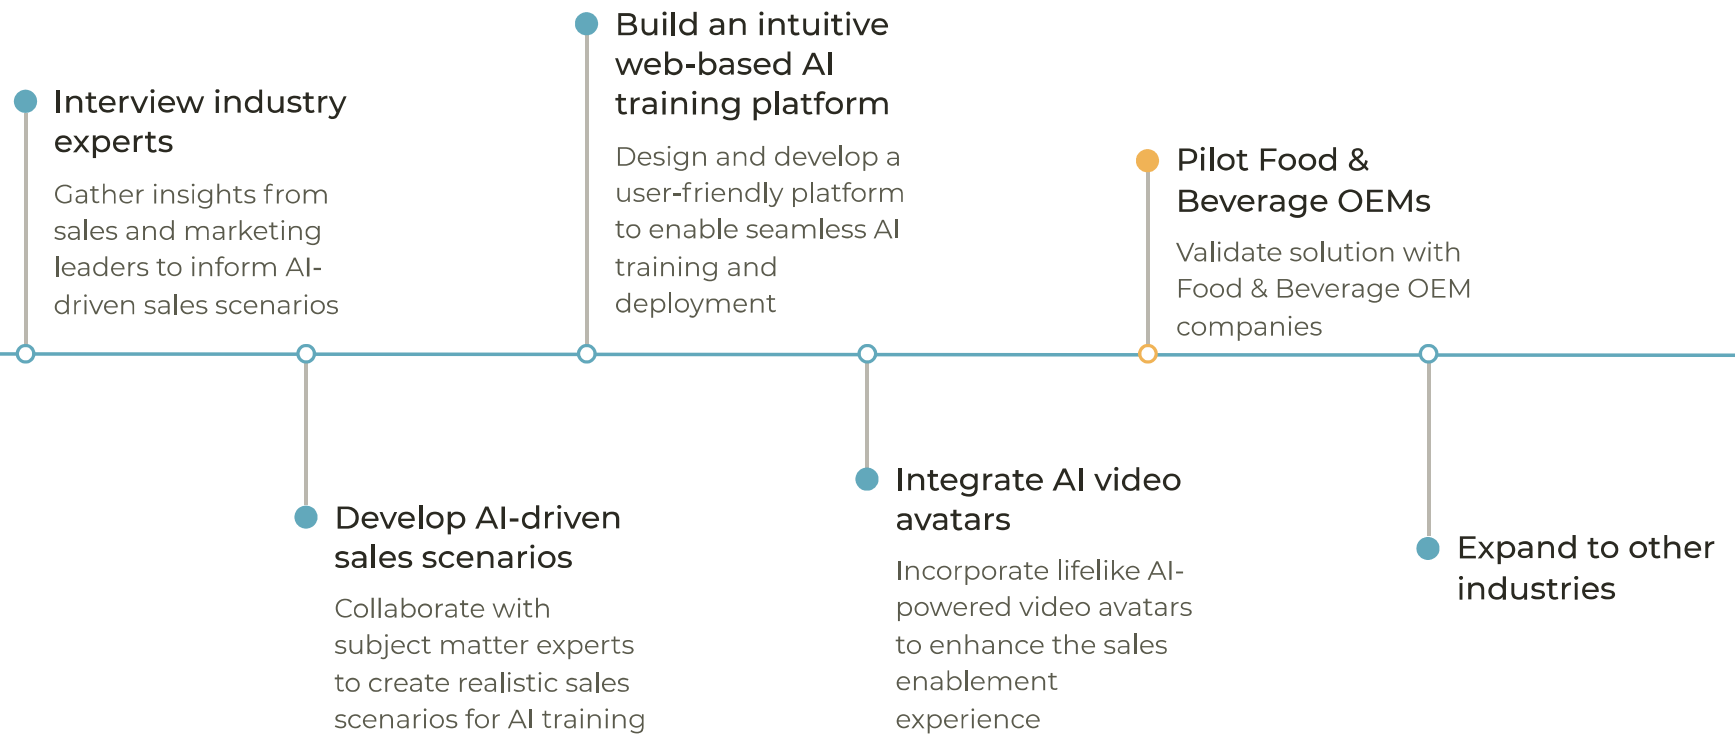 Interview industry
experts
Gather insights from
sales and marketing
leaders to inform AI-
driven sales scenarios
Develop AI-driven
sales scenarios
Collaborate with
subject matter experts
to create realistic sales
scenarios for AI training
Build an intuitive
web-based AI
training platform
Design and develop a
user-friendly platform
to enable seamless AI
training and
deployment
Integrate AI video
avatars
Incorporate lifelike AI-
powered video avatars
to enhance the sales
enablement
experience
Pilot Food &
Beverage OEMs
Validate solution with
Food & Beverage OEM
companies
Expand to other
industries